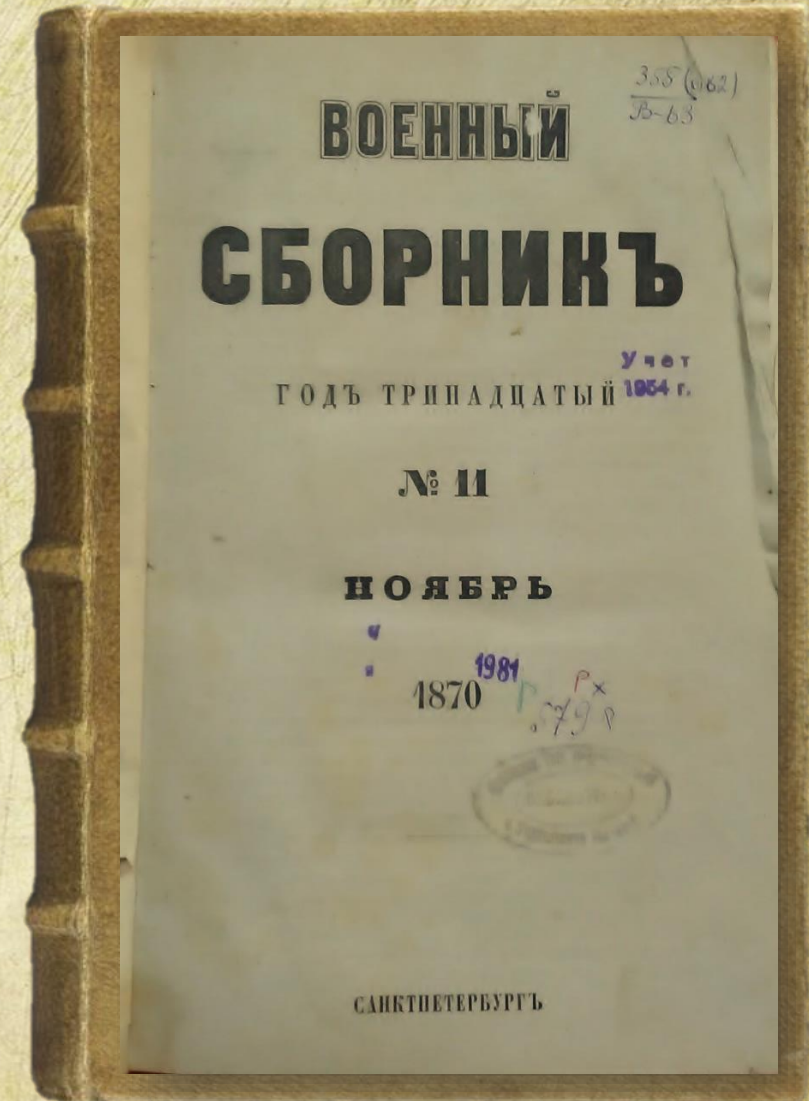 355(062)
В-63
ВОЕННЫЙ
СБОРНИКЪ
Учет
1954 г.
ГОДЪ ТРИНАДЦАТЫЙ
№ 11
НОЯБРЬ
1981
1870
САНКТПЕТЕРБУРГЪ